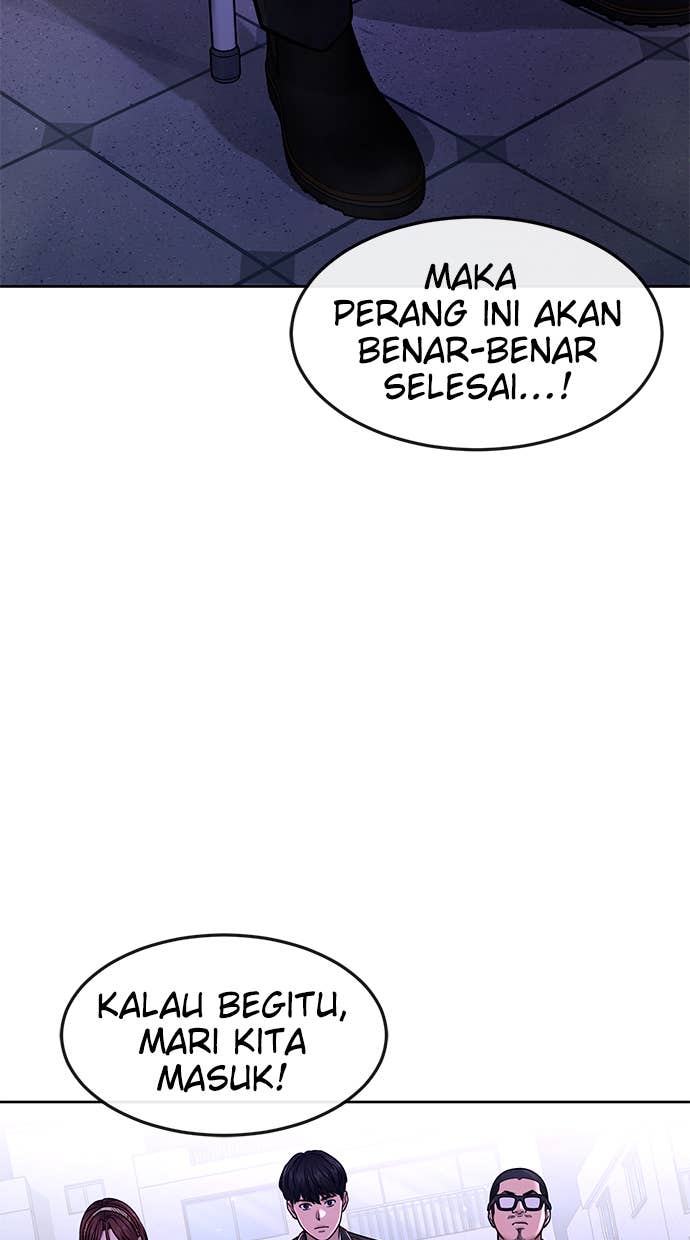 MAKA
PERANG INI AKAN
BENAR-BENAR
SELESAI...!
KALAU BEGITU,
MARI KITA
MASUK!